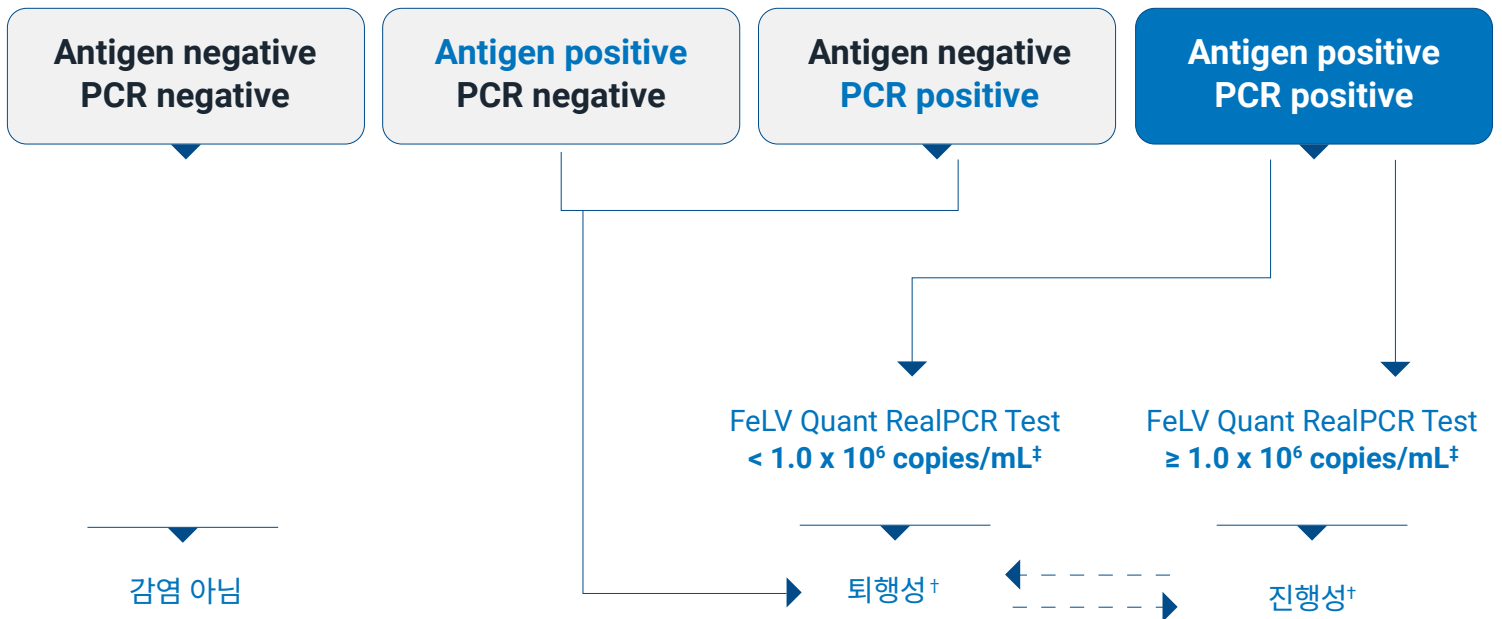 Antigen negative
PCR negative
Antigen positive
PCR negative
Antigen negative
PCR positive
Antigen positive
PCR positive
FeLV Quant RealPCR Test
< 1.0 x 10⁶ copies/mL‡
FeLV Quant RealPCR Test
≥ 1.0 x 10⁶ copies/mL‡
감염 아님
퇴행성†
진행성†